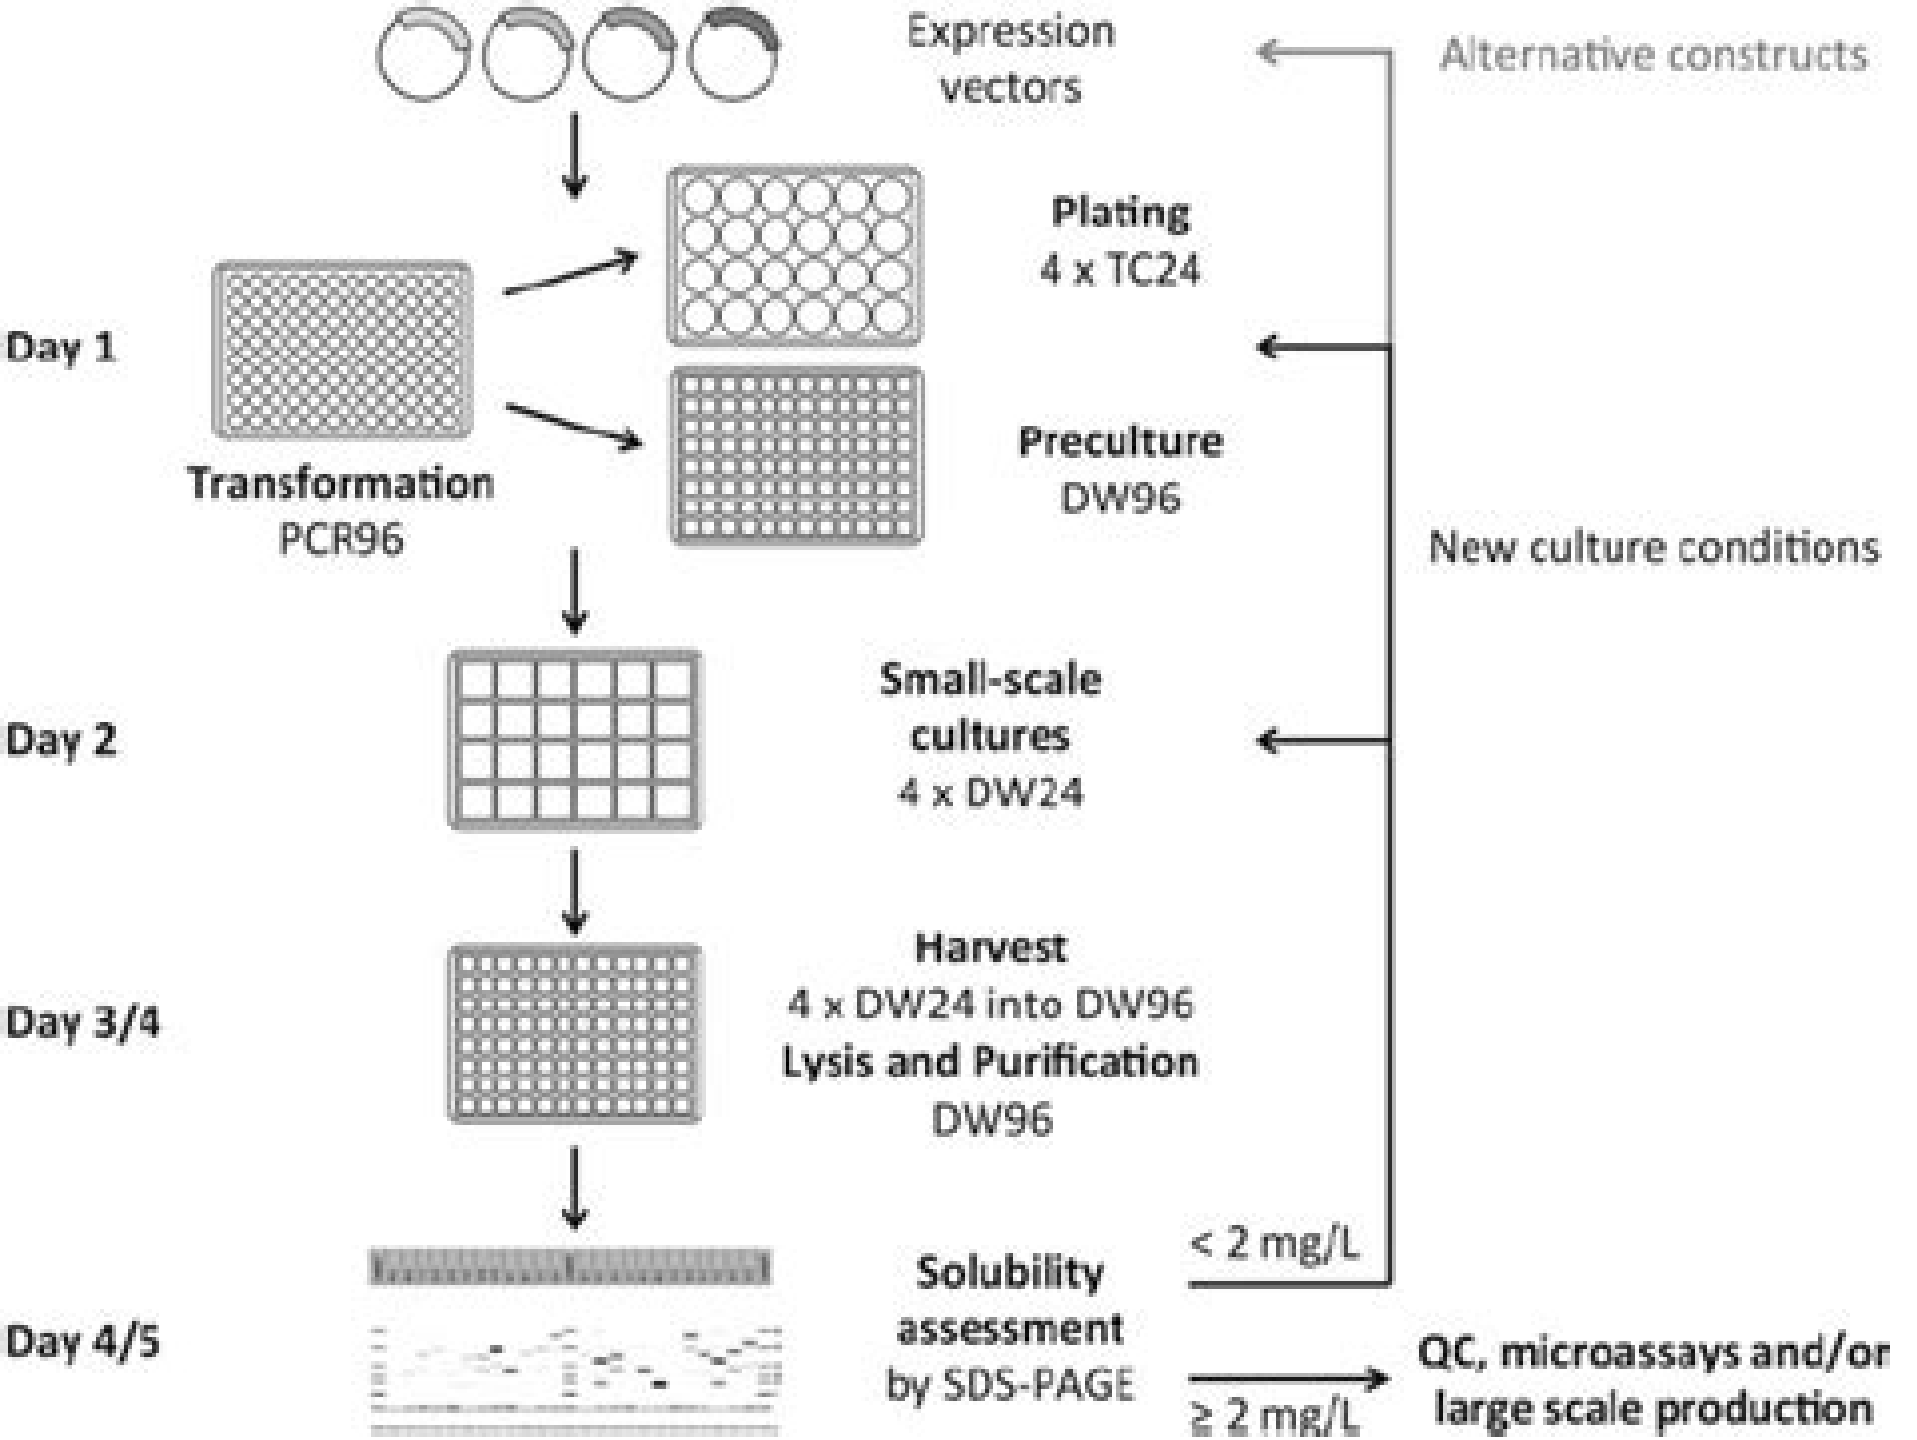 Expression
vectors
Alternative constructs
Plating
4 x TC24
Day 1
Preculture
DW96
Transformation
PCR96
New culture conditions
Small-scale
cultures
4 x DW24
Day 2
Harvest
4 x DW24 into DW96
Lysis and Purification
DW96
Day 3/4
< 2 mg/L
Solubility
assessment
by SDS-PAGE
Day 4/5
≥ 2 mg/L
QC, microassays and/or
large scale production